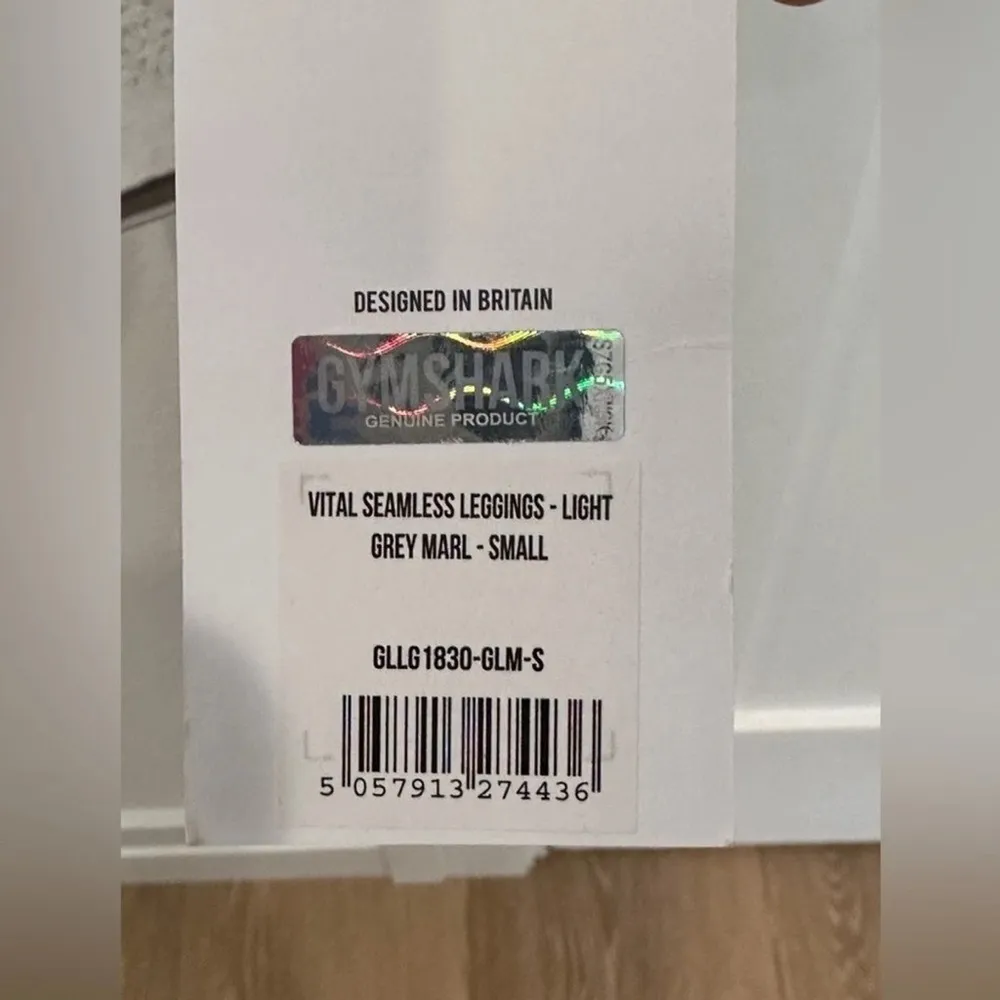 DESIGNED IN BRITAIN
GYMSHARK
GENUINE PRODUCT
VITAL SEAMLESS LEGGINGS - LIGHT
GREY MARL - SMALL
GLLG1830-GLM-S
5 057913 274436